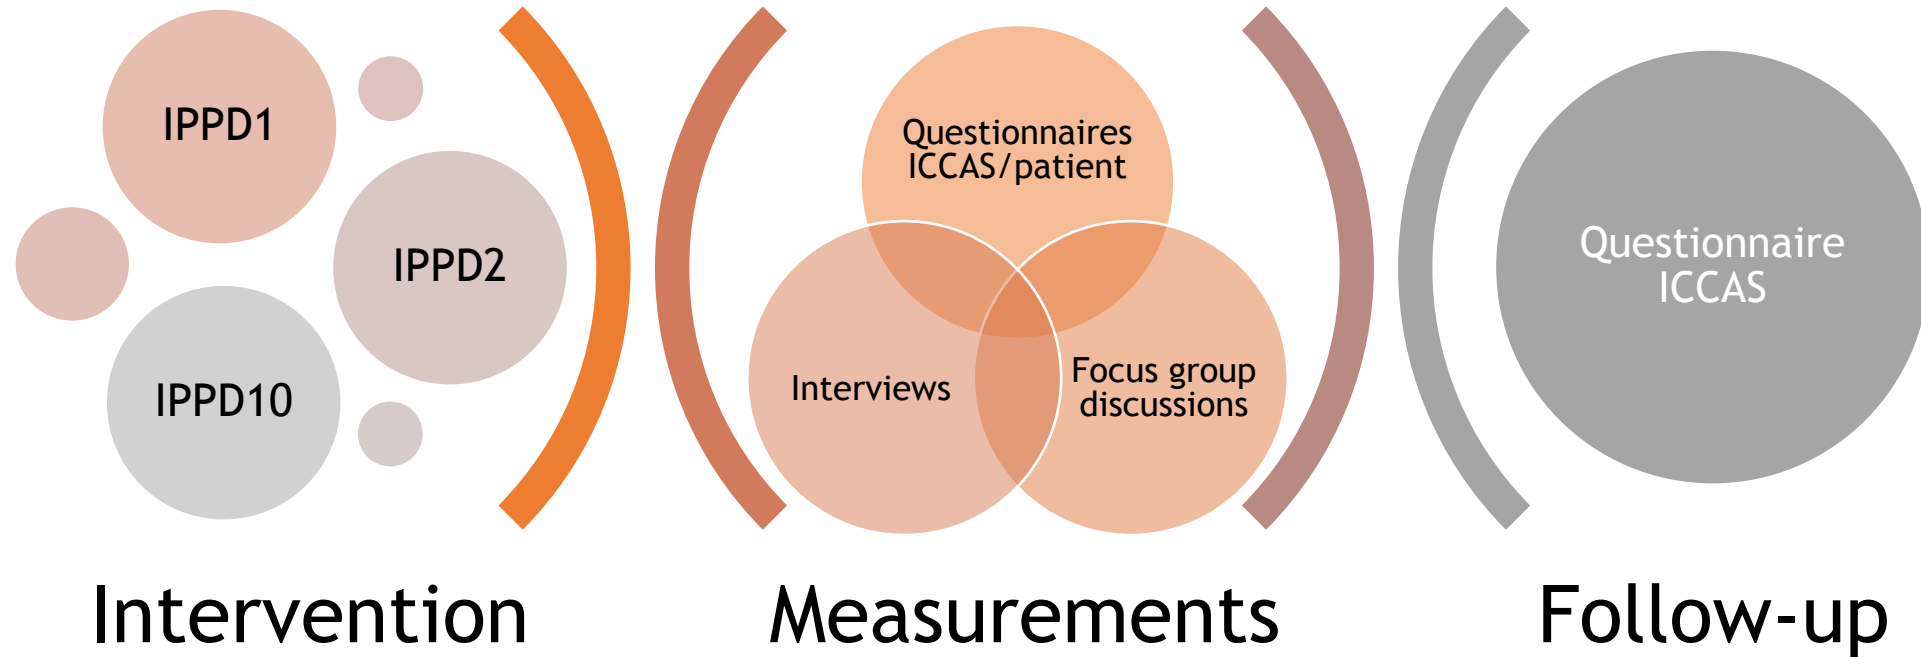 IPPD1
IPPD2
IPPD10
Intervention
Questionnaires
ICCAS/patient
Interviews
Focus group
discussions
Measurements
Questionnaire
ICCAS
Follow-up